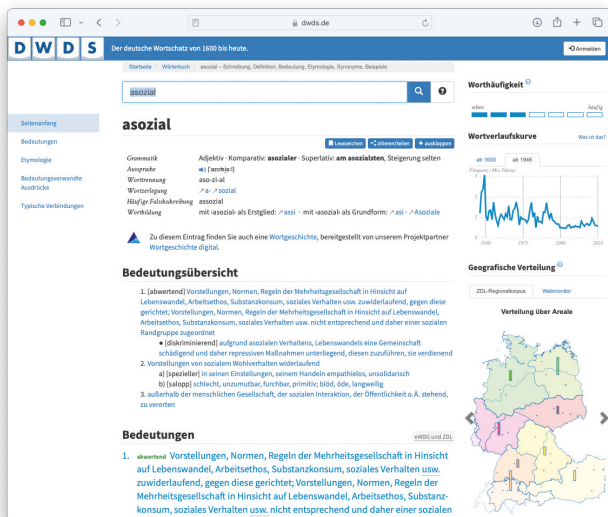 dwds.de
DWDS
Der deutsche Wortschatz von 1600 bis heute.
Anmelden
Startseite / Wörterbuch / asozial – Schreibung, Definition, Bedeutung, Etymologie, Synonyme, Beispiele
asozial
Seitenanfang
Bedeutungen
Etymologie
Bedeutungsverwandte
Ausdrücke
Typische Verbindungen
asozial
Lesezeichen zitieren/teilen ausklappen
Grammatik Adjektiv · Komparativ: asozialer · Superlativ: am asozialsten, Steigerung selten
Aussprache
Worttrennung aso-zi-al
Wortzerlegung ↗a- ↗sozial
Häufige Falschschreibung assozial
Wortbildung mit ›asozial‹ als Erstglied: ↗assi · mit ›asozial‹ als Grundform: ↗asi · ↗Asoziale
Zu diesem Eintrag finden Sie auch eine Wortgeschichte, bereitgestellt von unserem Projektpartner
Wortgeschichte digital.
Bedeutungsübersicht
1. [abwertend] Vorstellungen, Normen, Regeln der Mehrheitsgesellschaft in Hinsicht auf
Lebenswandel, Arbeitsethos, Substanzkonsum, soziales Verhalten usw. zuwiderlaufend, gegen diese
gerichtet; Vorstellungen, Normen, Regeln der Mehrheitsgesellschaft in Hinsicht auf Lebenswandel,
Arbeitsethos, Substanzkonsum, soziales Verhalten usw. nicht entsprechend und daher einer sozialen
Randgruppe zugeordnet
● [diskriminierend] aufgrund asozialen Verhaltens, Lebenswandels eine Gemeinschaft
schädigend und daher repressiven Maßnahmen unterliegend, diesen zuzuführen, sie verdienend
2. Vorstellungen von sozialem Wohlverhalten widerlaufend
a) [spezieller] in seinen Einstellungen, seinem Handeln empathielos, unsolidarisch
b) [salopp] schlecht, unzumutbar, furchbar, primitiv; blöd, öde, langweilig
3. außerhalb der menschlichen Gesellschaft, der sozialen Interaktion, der Öffentlichkeit o.Ä. stehend,
zu verorten
Bedeutungen
eWDG und ZDL
1. abwertend Vorstellungen, Normen, Regeln der Mehrheitsgesellschaft in Hinsicht
auf Lebenswandel, Arbeitsethos, Substanzkonsum, soziales Verhalten usw.
zuwiderlaufend, gegen diese gerichtet; Vorstellungen, Normen, Regeln der
Mehrheitsgesellschaft in Hinsicht auf Lebenswandel, Arbeitsethos, Substanz-
konsum, soziales Verhalten usw. nicht entsprechend und daher einer sozialen
Worthäufigkeit
selten häufig
Wortverlaufskurve Was ist das?
ab 1600 ab 1946
Frequenz / Mio Tokens
3
2
1
0
1950 1975 2000 2025
Geografische Verteilung
ZDL-Regionalkorpus Webmonitor
Verteilung über Areale